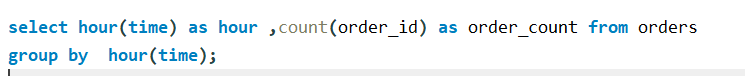 select hour(time) as hour ,count(order_id) as order_count from orders
group by  hour(time);